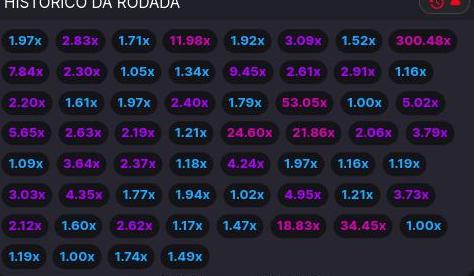 HISTÓRICO DA RODADA
1.97x 2.83x 1.71x 11.98x 1.92x 3.09x 1.52x 300.48x
7.84x 2.30x 1.05x 1.34x 9.45x 2.61x 2.91x 1.16x
2.20x 1.61x 1.97x 2.40x 1.79x 53.05x 1.00x 5.02x
5.65x 2.63x 2.19x 1.21x 24.60x 21.86x 2.06x 3.79x
1.09x 3.64x 2.37x 1.18x 4.24x 1.97x 1.16x 1.19x
3.03x 4.35x 1.77x 1.94x 1.02x 4.95x 1.21x 3.73x
2.12x 1.60x 2.62x 1.17x 1.47x 18.83x 34.45x 1.00x
1.19x 1.00x 1.74x 1.49x